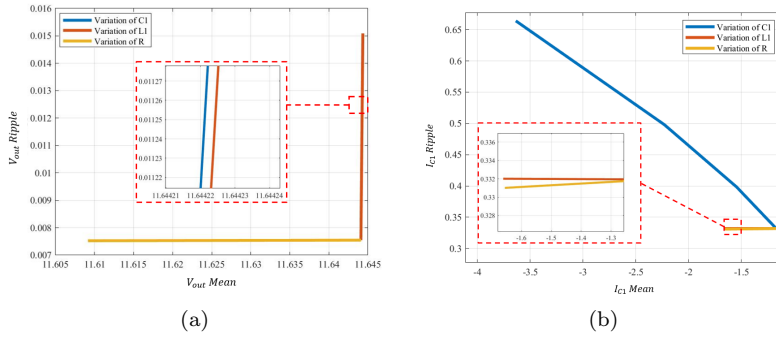 Variation of C1
Variation of L1
Variation of R
0.016
0.015
0.014
0.013
0.012
0.011
0.01
0.009
0.008
0.007
V_out Ripple
0.01127
0.01126
0.01125
0.01124
0.01123
0.01122
11.64421 11.64422 11.64423 11.64424
11.605 11.61 11.615 11.62 11.625 11.63 11.635 11.64 11.645
V_out Mean
(a)
Variation of C1
Variation of L1
Variation of R
0.65
0.6
0.55
0.5
0.45
0.4
0.35
0.3
I_C1 Ripple
0.336
0.334
0.332
0.33
0.328
-1.6 -1.5 -1.4 -1.3
-4 -3.5 -3 -2.5 -2 -1.5
I_C1 Mean
(b)